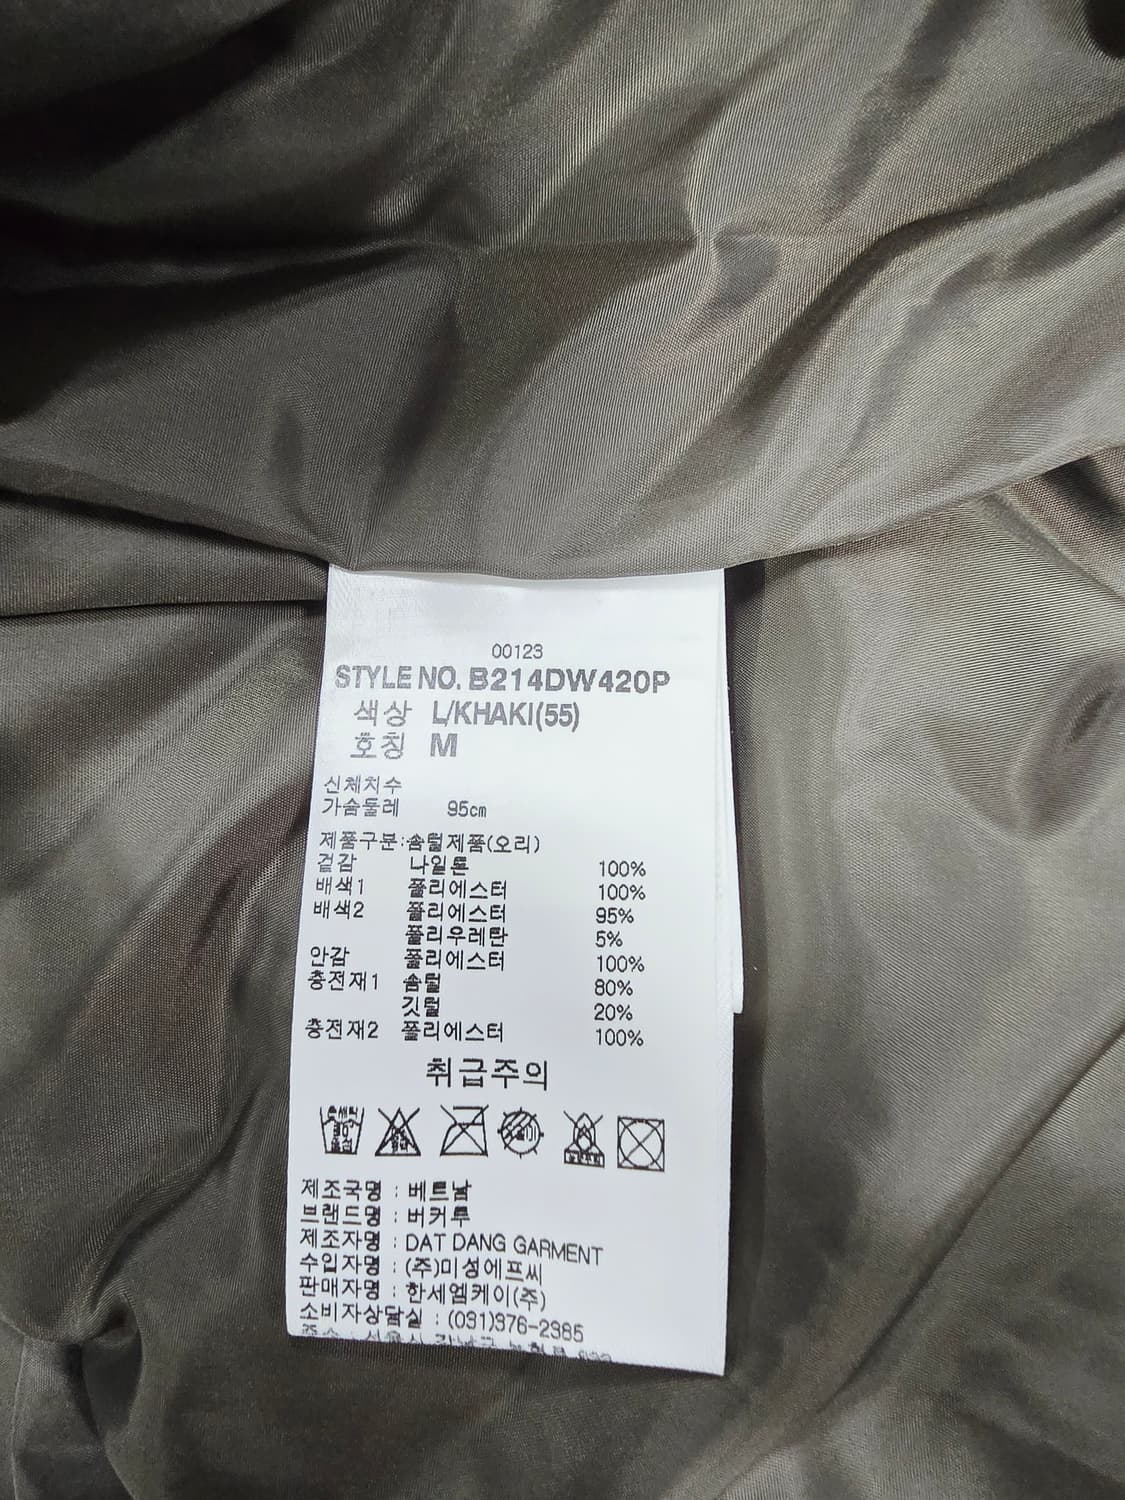 00123
STYLE NO. B214DW420P
색상 L/KHAKI(55)
호칭 M
신체치수
가슴둘레 95cm
제품구분:솜털제품(오리)
겉감 나일론 100%
배색1 폴리에스터 100%
배색2 폴리에스터 95%
폴리우레탄 5%
안감 폴리에스터 100%
충전재1 솜털 80%
깃털 20%
충전재2 폴리에스터 100%
취급주의
제조국명 : 베트남
브랜드명 : 버커루
제조자명 : DAT DANG GARMENT
수입자명 : (주)미성에프씨
판매자명 : 한세엠케이(주)
소비자상담실 : (031)376-2385